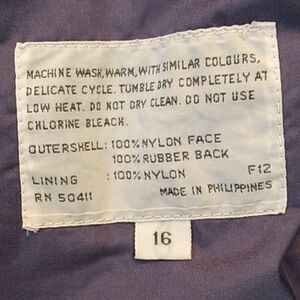 MACHINE WASH, WARM, WITH SIMILAR COLOURS,
DELICATE CYCLE. TUMBLE DRY COMPLETELY AT
LOW HEAT. DO NOT DRY CLEAN. DO NOT USE
CHLORINE BLEACH.
OUTERSHELL : 100% NYLON FACE
100% RUBBER BACK
LINING : 100% NYLON F12
RN 50411 MADE IN PHILIPPINES
16